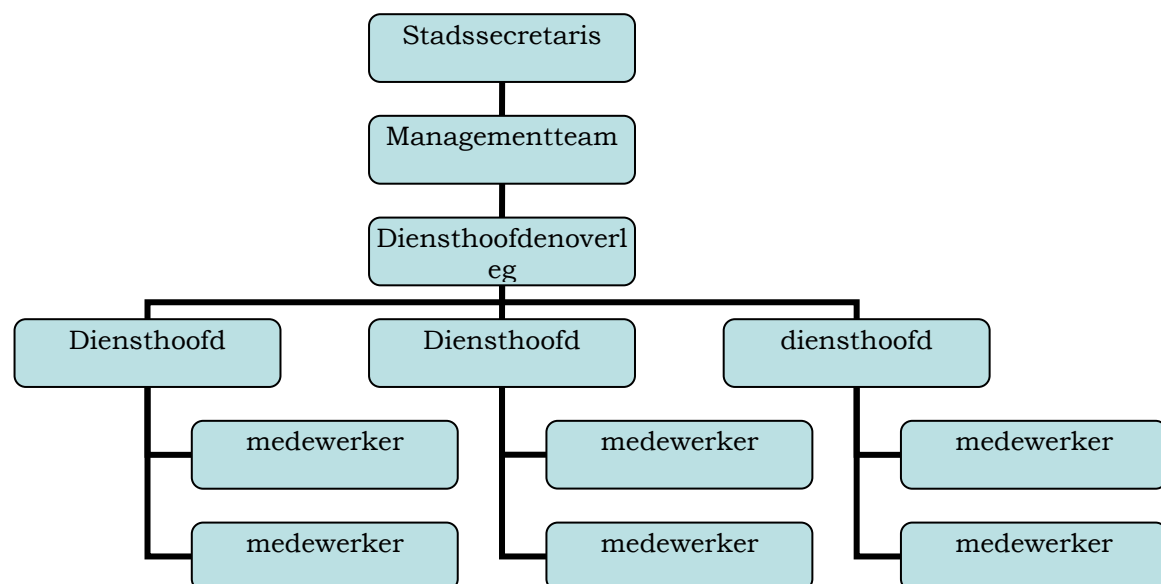 Stadssecretaris
Managementteam
Diensthoofdenoverl
eg
Diensthoofd
Diensthoofd
diensthoofd
medewerker
medewerker
medewerker
medewerker
medewerker
medewerker